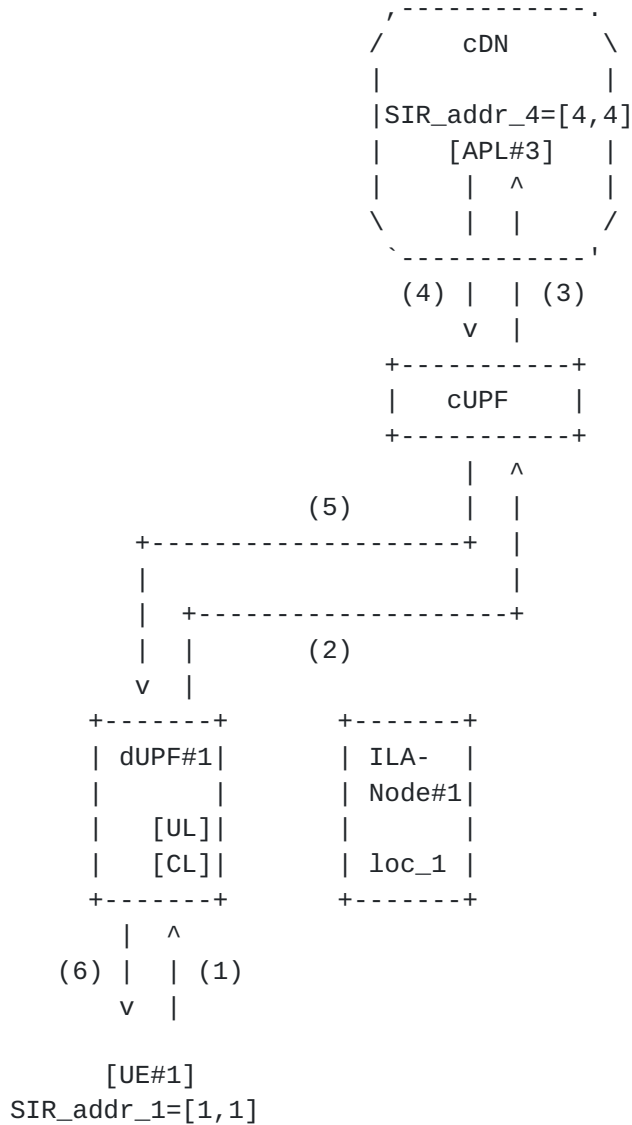 ,------------.
                       /     cDN      \
                       |              |
                       |SIR_addr_4=[4,4]
                       |    [APL#3]   |
                       |     |  ^     |
                       \     |  |     /
                        `------------'
                         (4) |  | (3)
                             v  |
                        +-----------+
                        |   cUPF    |
                        +-----------+
                             |  ^
                   (5)       |  |
        +--------------------+  |
        |                       |
        |  +--------------------+
        |  |       (2)
        v  |
     +-------+       +-------+
     | dUPF#1|       | ILA-  |
     |       |       | Node#1|
     |   [UL]|       |       |
     |   [CL]|       | loc_1 |
     +-------+       +-------+
       |  ^
   (6) |  | (1)
       v  |
      [UE#1]
SIR_addr_1=[1,1]